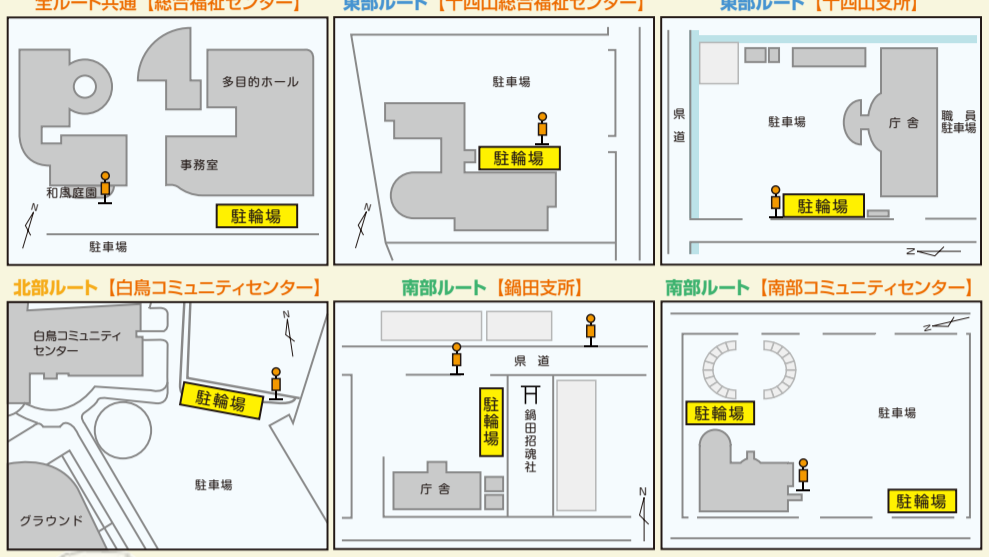 全ルート共通【総合福祉センター】
多目的ホール
事務室
和風庭園
駐輪場
N
駐車場
東部ルート【十四山総合福祉センター】
駐車場
駐輪場
N
東部ルート【十四山支所】
県道
駐車場
庁舎
職員
駐車場
駐輪場
N
北部ルート【白鳥コミュニティセンター】
白鳥コミュニティ
センター
N
駐輪場
駐車場
グラウンド
南部ルート【鍋田支所】
県道
駐輪場
鍋田招魂社
庁舎
N
南部ルート【南部コミュニティセンター】
N
駐輪場
駐車場
駐輪場